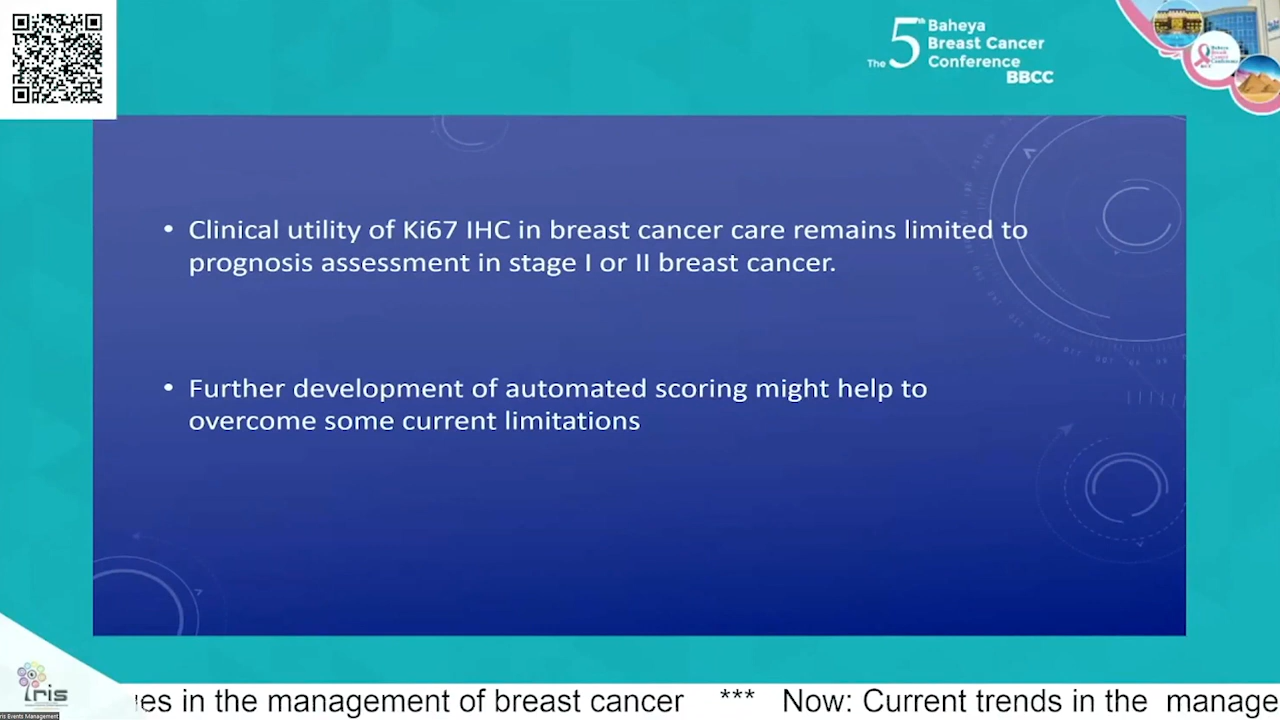 The 5th Baheya
Breast Cancer
Conference
BBCC
• Clinical utility of Ki67 IHC in breast cancer care remains limited to
prognosis assessment in stage I or II breast cancer.
• Further development of automated scoring might help to
overcome some current limitations
iris
Iris Events Management
in the management of breast cancer *** Now: Current trends in the manage